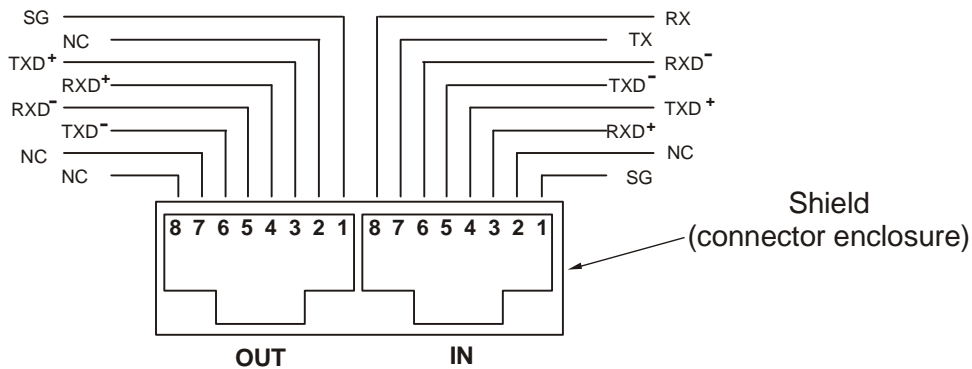 SG
NC
TXD+
RXD+
RXD-
TXD-
NC
NC
RX
TX
RXD-
TXD-
TXD+
RXD+
NC
SG
Shield
(connector enclosure)
8 7 6 5 4 3 2 1
8 7 6 5 4 3 2 1
OUT
IN